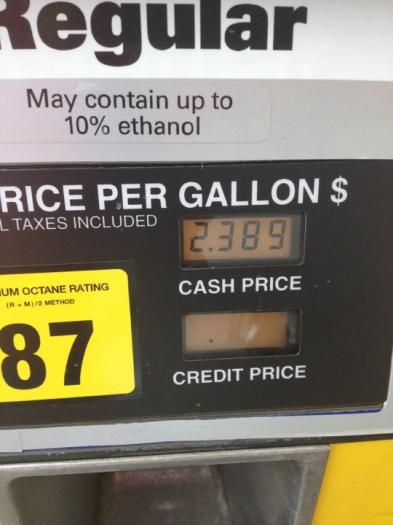 Regular
May contain up to
10% ethanol
RICE PER GALLON $
L TAXES INCLUDED
2.389
CASH PRICE
UM OCTANE RATING
(R + M)/2 METHOD
87
CREDIT PRICE